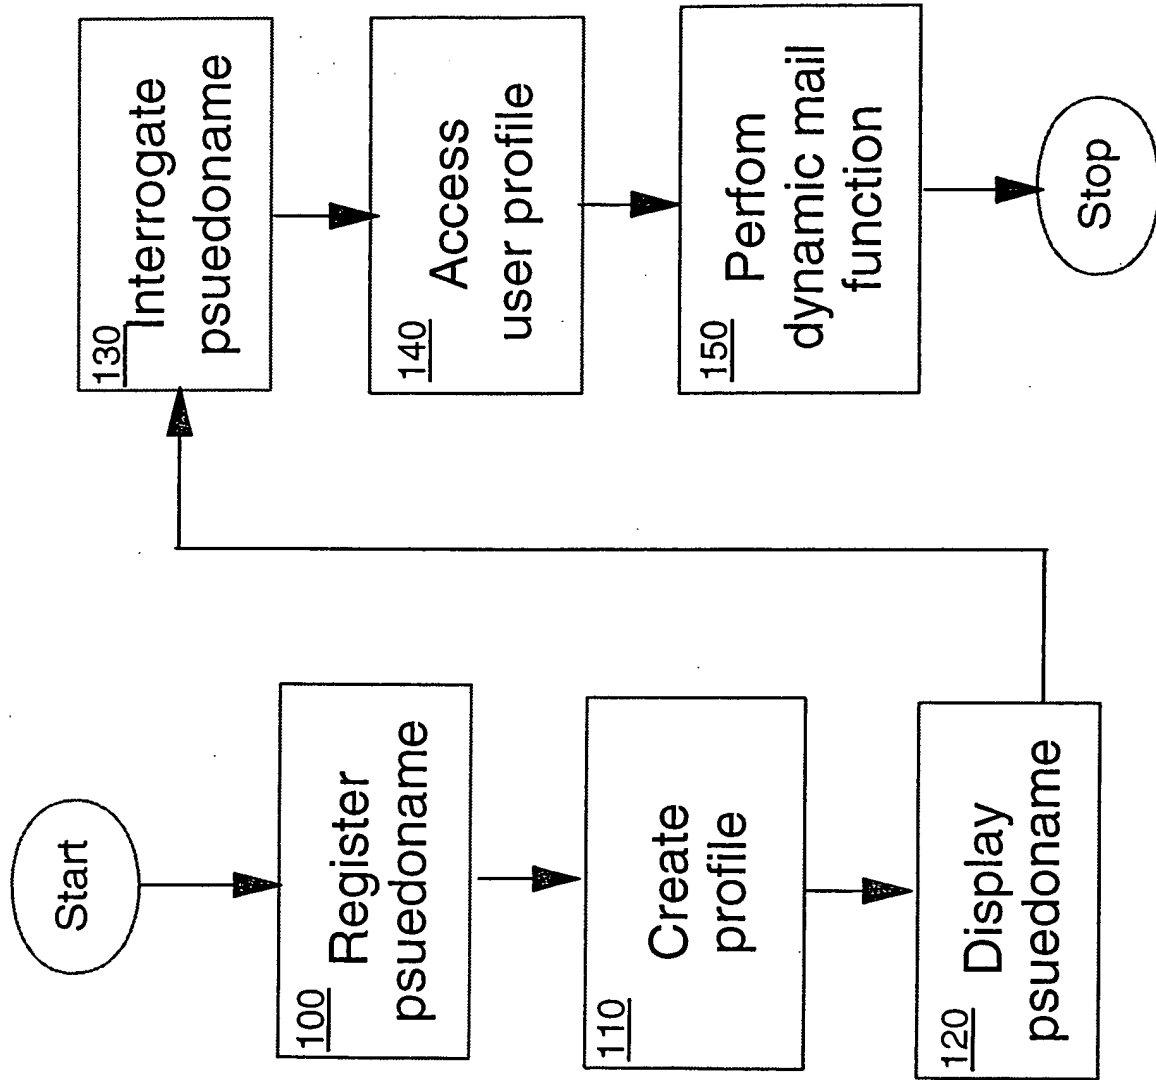 Start
100
Register
psuedoname
110
Create
profile
120
Display
psuedoname
130
Interrogate
psuedoname
140
Access
user profile
150
Perfom
dynamic mail
function
Stop